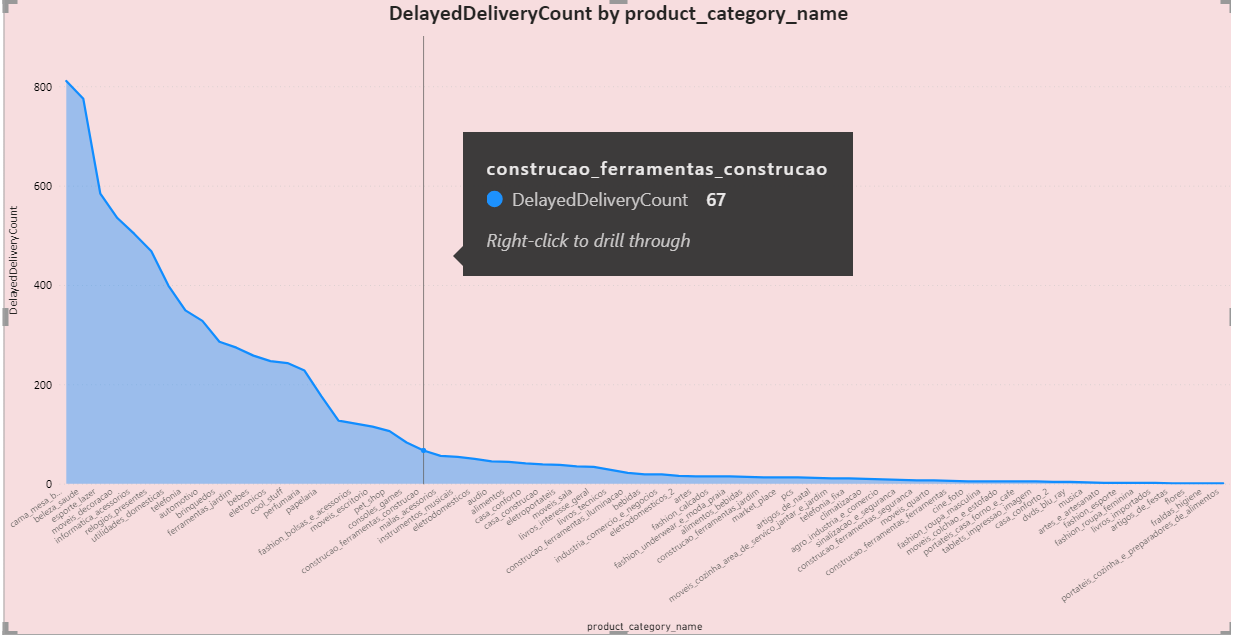 DelayedDeliveryCount by product_category_name
800
600
400
200
0
DelayedDeliveryCount
construcao_ferramentas_construcao
DelayedDeliveryCount 67
Right-click to drill through
cama_mesa_b...
beleza_saude
esporte_lazer
moveis_decoracao
informatica_acessorios
relogios_presentes
utilidades_domesticas
telefonia
automotivo
brinquedos
ferramentas_jardim
bebes
eletronicos
cool_stuff
perfumaria
papelaria
fashion_bolsas_e_acessorios
moveis_escritorio
pet_shop
consoles_games
construcao_ferramentas_construcao
malas_acessorios
instrumentos_musicais
eletrodomesticos
audio
alimentos
casa_conforto
casa_construcao
eletroportateis
moveis_sala
livros_interesse_geral
livros_tecnicos
construcao_ferramentas_iluminacao
bebidas
industria_comercio_e_negocios
eletrodomesticos_2
artes
fashion_calcados
fashion_underwear_e_moda_praia
alimentos_bebidas
construcao_ferramentas_jardim
market_place
pcs
artigos_de_natal
moveis_cozinha_area_de_servico_jantar_e_jardim
telefonia_fixa
climatizacao
agro_industria_e_comercio
sinalizacao_e_seguranca
construcao_ferramentas_seguranca
moveis_quarto
construcao_ferramentas_ferramentas
cine_foto
fashion_roupa_masculina
moveis_colchao_e_estofado
portateis_casa_forno_e_cafe
tablets_impressao_imagem
casa_conforto_2
dvds_blu_ray
musica
artes_e_artesanato
fashion_esporte
fashion_roupa_feminina
livros_importados
artigos_de_festas
flores
fraldas_higiene
portateis_cozinha_e_preparadores_de_alimentos
product_category_name